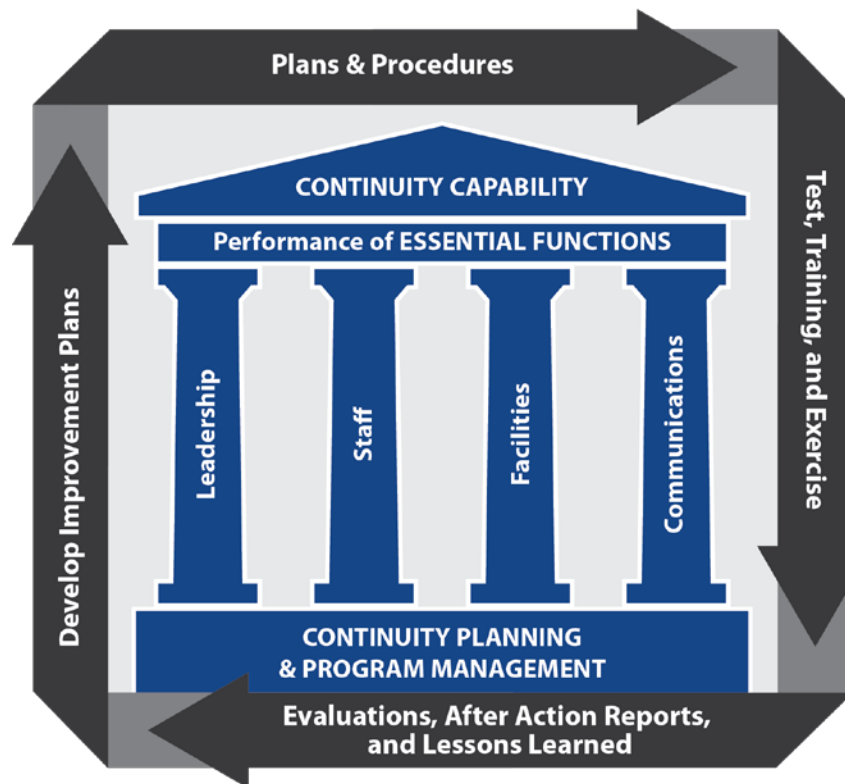 Plans & Procedures
CONTINUITY CAPABILITY
Performance of ESSENTIAL FUNCTIONS
Leadership
Staff
Facilities
Communications
CONTINUITY PLANNING
& PROGRAM MANAGEMENT
Test, Training, and Exercise
Evaluations, After Action Reports,
and Lessons Learned
Develop Improvement Plans